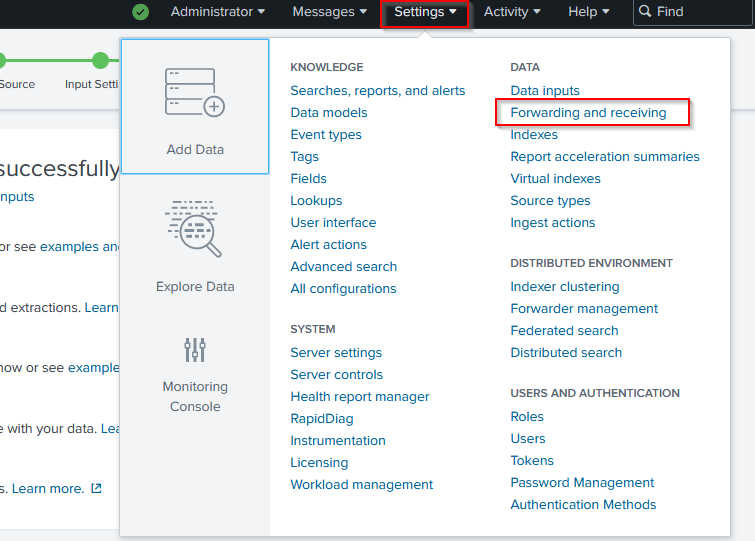 Administrator
Messages
Settings
Activity
Help
Find
Source
Input Setti
successfully
nputs
or see examples and
d extractions. Learn
now or see example
e with your data. Lea
s. Learn more.
Add Data
Explore Data
Monitoring
Console
KNOWLEDGE
Searches, reports, and alerts
Data models
Event types
Tags
Fields
Lookups
User interface
Alert actions
Advanced search
All configurations
SYSTEM
Server settings
Server controls
Health report manager
RapidDiag
Instrumentation
Licensing
Workload management
DATA
Data inputs
Forwarding and receiving
Indexes
Report acceleration summaries
Virtual indexes
Source types
Ingest actions
DISTRIBUTED ENVIRONMENT
Indexer clustering
Forwarder management
Federated search
Distributed search
USERS AND AUTHENTICATION
Roles
Users
Tokens
Password Management
Authentication Methods